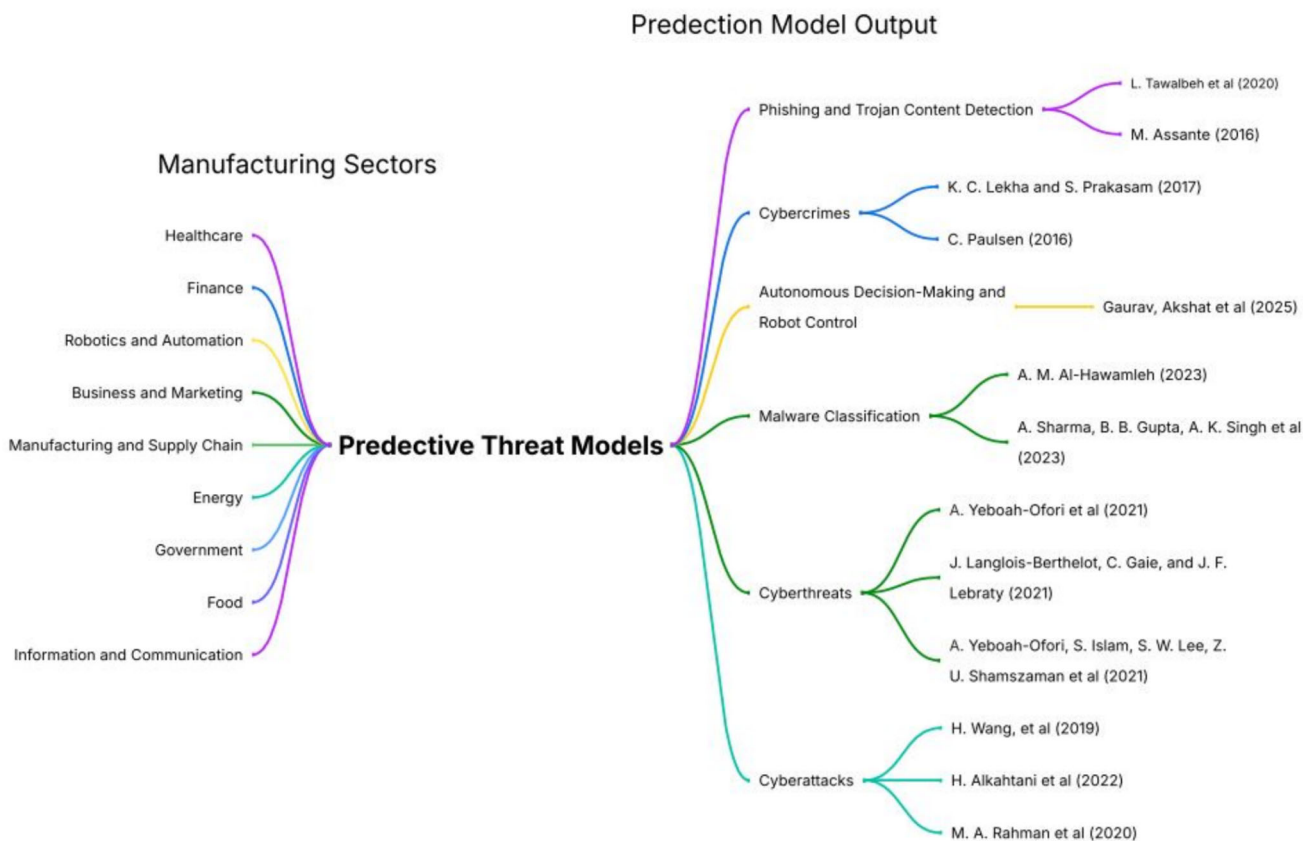 Predection Model Output
Manufacturing Sectors
Healthcare
Finance
Robotics and Automation
Business and Marketing
Manufacturing and Supply Chain
Energy
Government
Food
Information and Communication
Predective Threat Models
Phishing and Trojan Content Detection
L. Tawalbeh et al (2020)
M. Assante (2016)
Cybercrimes
K. C. Lekha and S. Prakasam (2017)
C. Paulsen (2016)
Autonomous Decision-Making and
Robot Control
Gaurav, Akshat et al (2025)
Malware Classification
A. M. Al-Hawamleh (2023)
A. Sharma, B. B. Gupta, A. K. Singh et al
(2023)
Cyberthreats
A. Yeboah-Ofori et al (2021)
J. Langlois-Berthelot, C. Gaie, and J. F.
Lebraty (2021)
A. Yeboah-Ofori, S. Islam, S. W. Lee, Z.
U. Shamszaman et al (2021)
Cyberattacks
H. Wang, et al (2019)
H. Alkahtani et al (2022)
M. A. Rahman et al (2020)